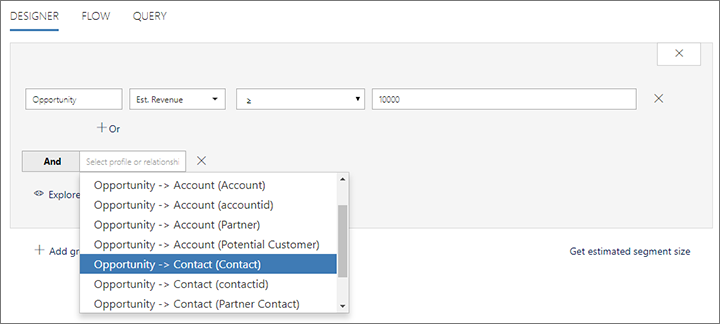 DESIGNER FLOW QUERY
Opportunity Est. Revenue ≥ 10000
+ Or
And Select profile or relationshi
Opportunity -> Account (Account)
Opportunity -> Account (accountid)
Opportunity -> Account (Partner)
Opportunity -> Account (Potential Customer)
Opportunity -> Contact (Contact)
Opportunity -> Contact (contactid)
Opportunity -> Contact (Partner Contact)
Explore
+ Add gr
Get estimated segment size